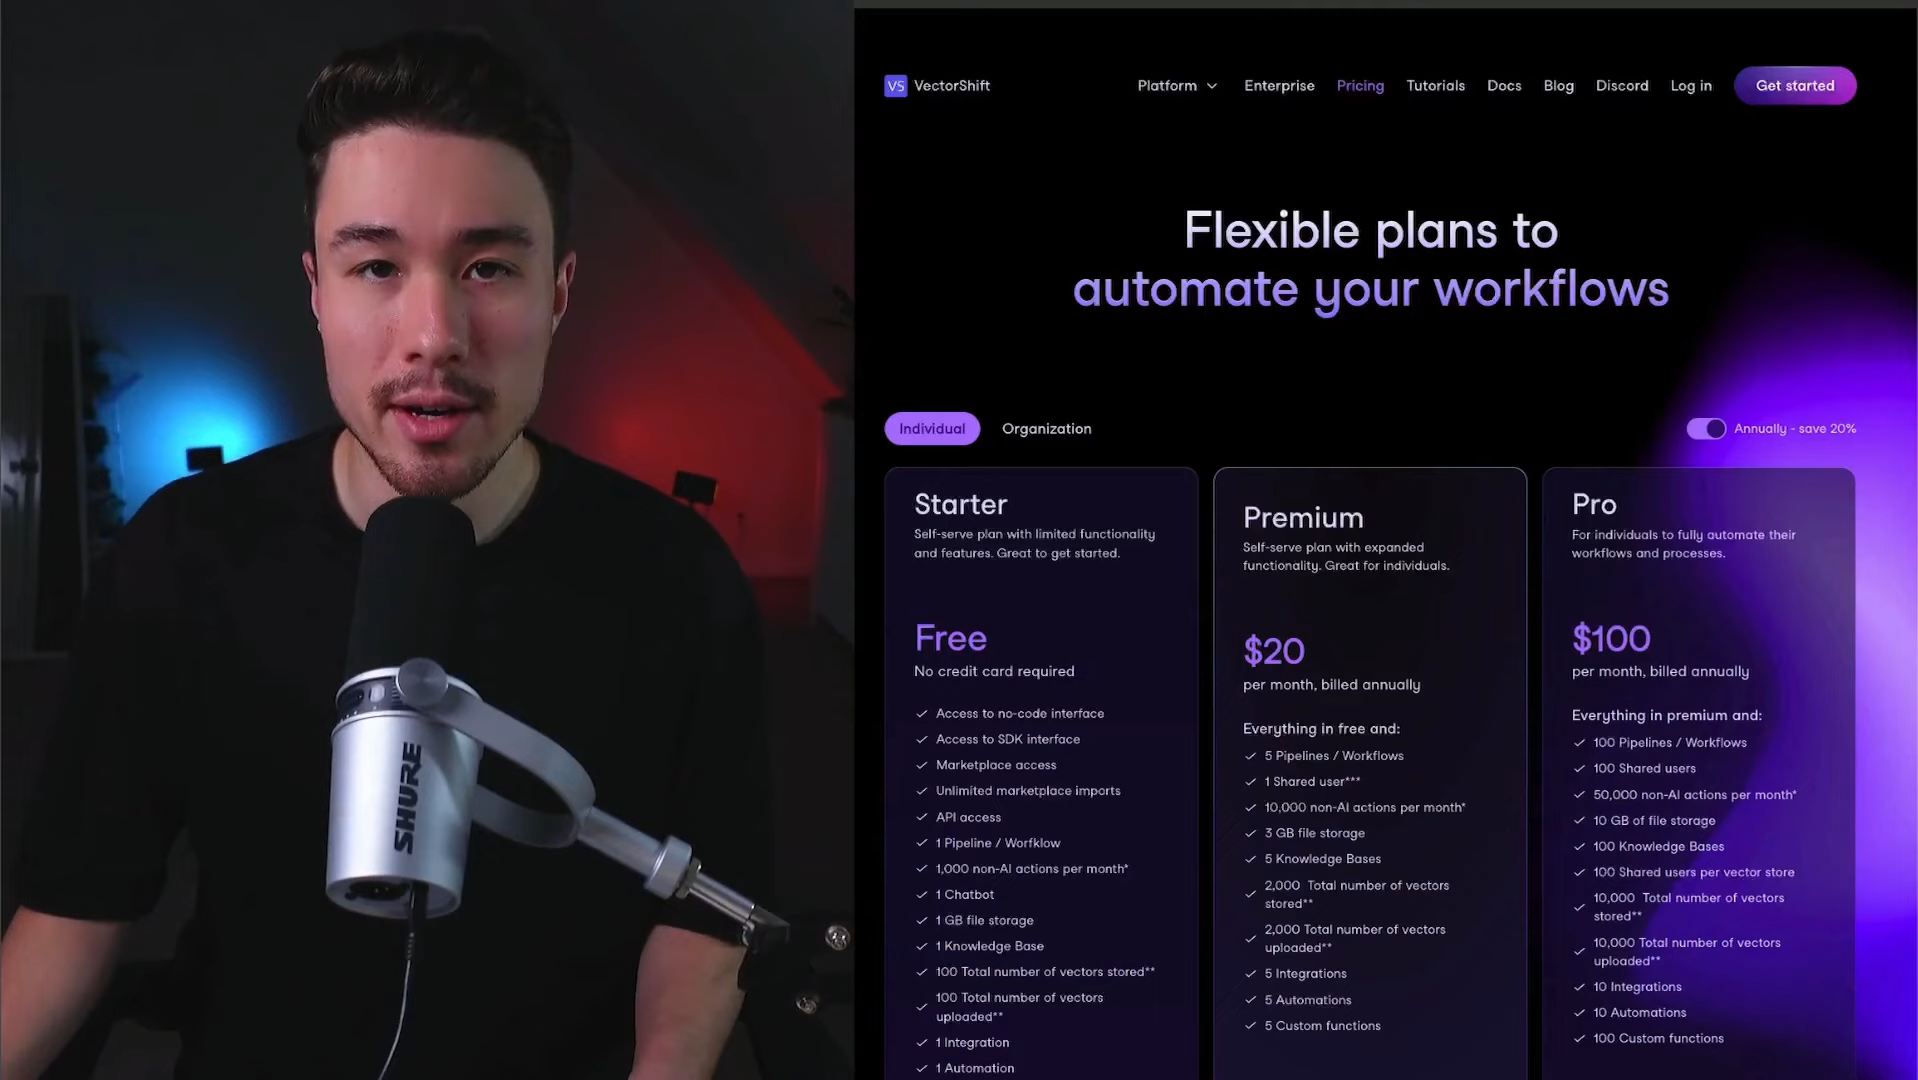 VS VectorShift
Platform Enterprise Pricing Tutorials Docs Blog Discord Log in Get started
Flexible plans to
automate your workflows
Individual Organization
Annually - save 20%
Starter
Self-serve plan with limited functionality
and features. Great to get started.
Free
No credit card required
Access to no-code interface
Access to SDK interface
Marketplace access
Unlimited marketplace imports
API access
1 Pipeline / Worfklow
1,000 non-AI actions per month*
1 Chatbot
1 GB file storage
1 Knowledge Base
100 Total number of vectors stored**
100 Total number of vectors
uploaded**
1 Integration
1 Automation
Premium
Self-serve plan with expanded
functionality. Great for individuals.
$20
per month, billed annually
Everything in free and:
5 Pipelines / Workflows
1 Shared user***
10,000 non-AI actions per month*
3 GB file storage
5 Knowledge Bases
2,000 Total number of vectors
stored**
2,000 Total number of vectors
uploaded**
5 Integrations
5 Automations
5 Custom functions
Pro
For individuals to fully automate their
workflows and processes.
$100
per month, billed annually
Everything in premium and:
100 Pipelines / Workflows
100 Shared users
50,000 non-AI actions per month*
10 GB of file storage
100 Knowledge Bases
100 Shared users per vector store
10,000 Total number of vectors
stored**
10,000 Total number of vectors
uploaded**
10 Integrations
10 Automations
100 Custom functions
SHURE